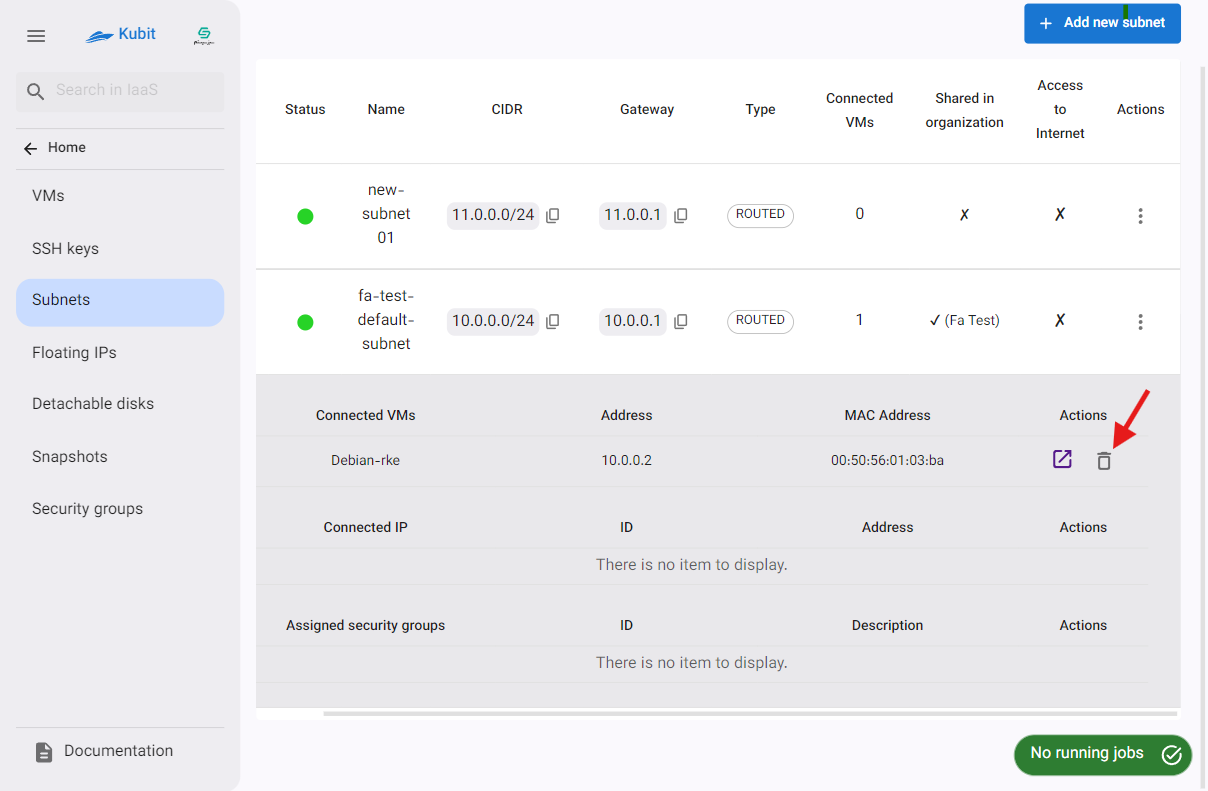 Kubit
Add new subnet
Search in IaaS
Home
VMs
SSH keys
Subnets
Floating IPs
Detachable disks
Snapshots
Security groups
Documentation
Status Name CIDR Gateway Type Connected VMs Shared in organization Access to Internet Actions
new-subnet 01 11.0.0.0/24 11.0.0.1 ROUTED 0 ✗ ✗
fa-test-default-subnet 10.0.0.0/24 10.0.0.1 ROUTED 1 ✓ (Fa Test) ✗
Connected VMs Address MAC Address Actions
Debian-rke 10.0.0.2 00:50:56:01:03:ba
Connected IP ID Address Actions
There is no item to display.
Assigned security groups ID Description Actions
There is no item to display.
No running jobs